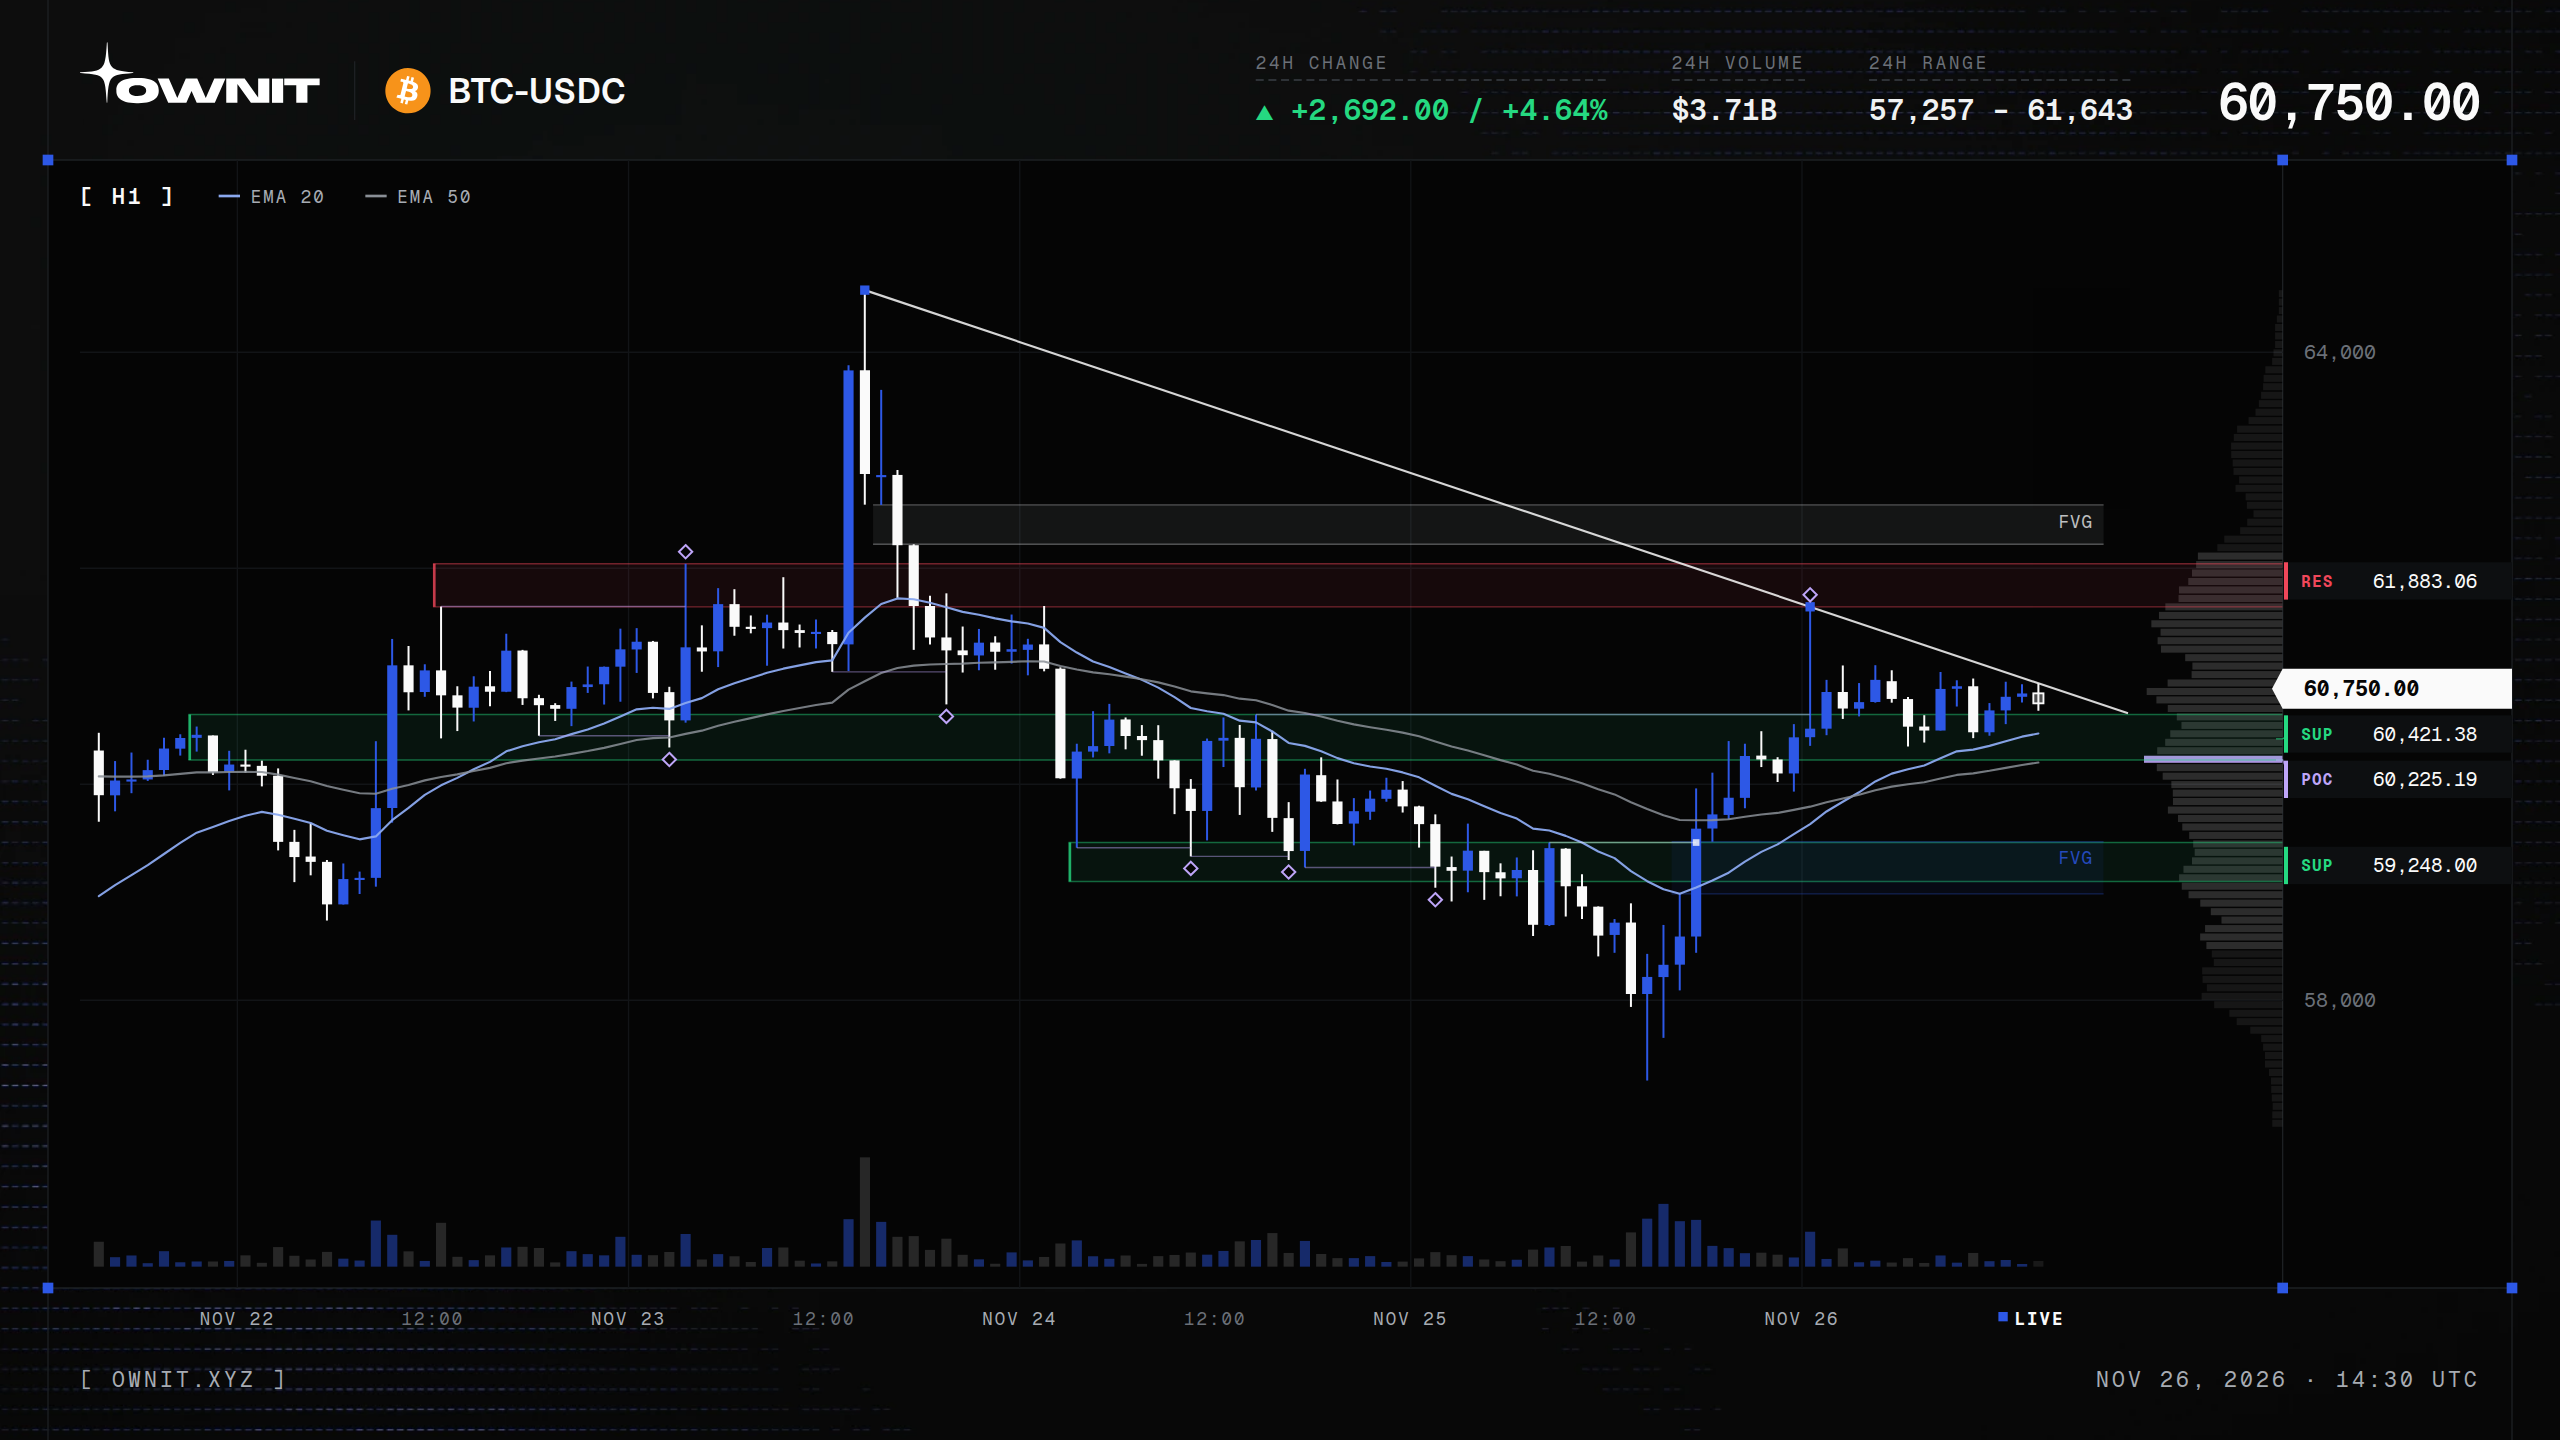 OWNIT
BTC-USDC
24H CHANGE
▲ +2,692.00 / +4.64%
24H VOLUME
$3.71B
24H RANGE
57,257 – 61,643
60,750.00
[ H1 ]
EMA 20
EMA 50
64,000
FVG
RES 61,883.06
60,750.00
SUP 60,421.38
POC 60,225.19
FVG
SUP 59,248.00
58,000
NOV 22 12:00 NOV 23 12:00 NOV 24 12:00 NOV 25 12:00 NOV 26 LIVE
[ OWNIT.XYZ ]
NOV 26, 2026 · 14:30 UTC